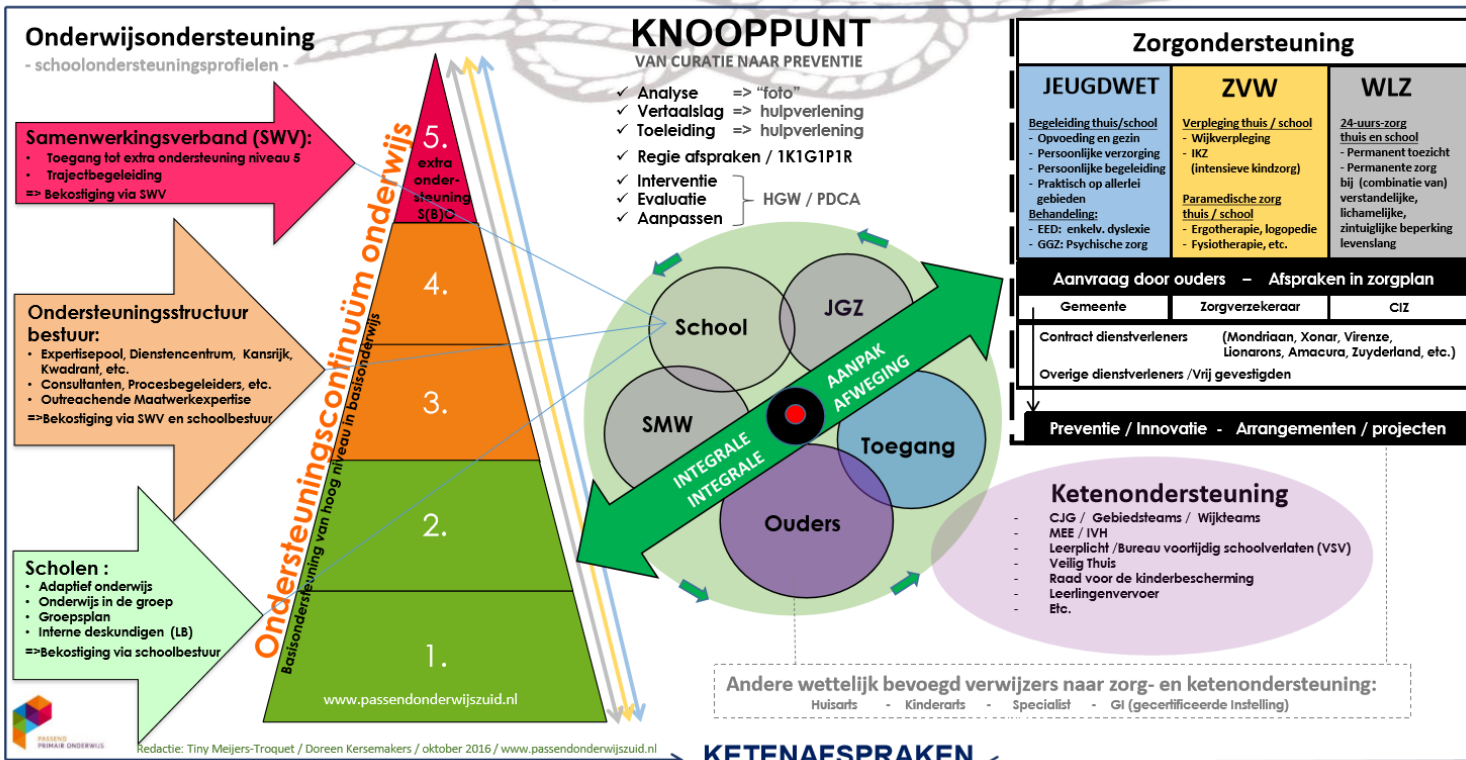 Onderwijsondersteuning
- schoolondersteuningsprofielen -
Samenwerkingsverband (SWV):
• Toegang tot extra ondersteuning niveau 5
• Trajectbegeleiding
=> Bekostiging via SWV
Ondersteuningsstructuur
bestuur:
• Expertisepool, Dienstencentrum, Kansrijk,
Kwadrant, etc.
• Consultanten, Procesbegeleiders, etc.
• Outreachende Maatwerkexpertise
=>Bekostiging via SWV en schoolbestuur
Scholen :
• Adaptief onderwijs
• Onderwijs in de groep
• Groepsplan
• Interne deskundigen (LB)
=>Bekostiging via schoolbestuur
PASSEND
PRIMAIR ONDERWIJS
Ondersteuningscontinuüm onderwijs
Basisondersteuning van hoog niveau in basisonderwijs
5.
extra
onder-
steuning
S(B)O
4.
3.
2.
1.
www.passendonderwijszuid.nl
KNOOPPUNT
VAN CURATIE NAAR PREVENTIE
✓ Analyse => “foto”
✓ Vertaalslag => hulpverlening
✓ Toeleiding => hulpverlening
✓ Regie afspraken / 1K1G1P1R
✓ Interventie
✓ Evaluatie
✓ Aanpassen
HGW / PDCA
School
JGZ
SMW
Toegang
Ouders
INTEGRALE AANPAK
INTEGRALE AFWEGING
Zorgondersteuning
JEUGDWET
Begeleiding thuis/school
- Opvoeding en gezin
- Persoonlijke verzorging
- Persoonlijke begeleiding
- Praktisch op allerlei
gebieden
Behandeling:
- EED: enkelv. dyslexie
- GGZ: Psychische zorg
ZVW
Verpleging thuis / school
- Wijkverpleging
- IKZ
(intensieve kindzorg)
Paramedische zorg
thuis / school
- Ergotherapie, logopedie
- Fysiotherapie, etc.
WLZ
24-uurs-zorg
thuis en school
- Permanent toezicht
- Permanente zorg
bij (combinatie van)
verstandelijke,
lichamelijke,
zintuiglijke beperking
levenslang
Aanvraag door ouders – Afspraken in zorgplan
Gemeente
Zorgverzekeraar
CIZ
Contract dienstverleners (Mondriaan, Xonar, Virenze,
Lionarons, Amacura, Zuyderland, etc.)
Overige dienstverleners /Vrij gevestigden
Preventie / Innovatie - Arrangementen / projecten
Ketenondersteuning
- CJG / Gebiedsteams / Wijkteams
- MEE / IVH
- Leerplicht /Bureau voortijdig schoolverlaten (VSV)
- Veilig Thuis
- Raad voor de kinderbescherming
- Leerlingenvervoer
- Etc.
Andere wettelijk bevoegd verwijzers naar zorg- en ketenondersteuning:
Huisarts - Kinderarts - Specialist - GI (gecertificeerde Instelling)
Redactie: Tiny Meijers-Troquet / Doreen Kersemakers / oktober 2016 / www.passendonderwijszuid.nl
KETENAFSPRAKEN